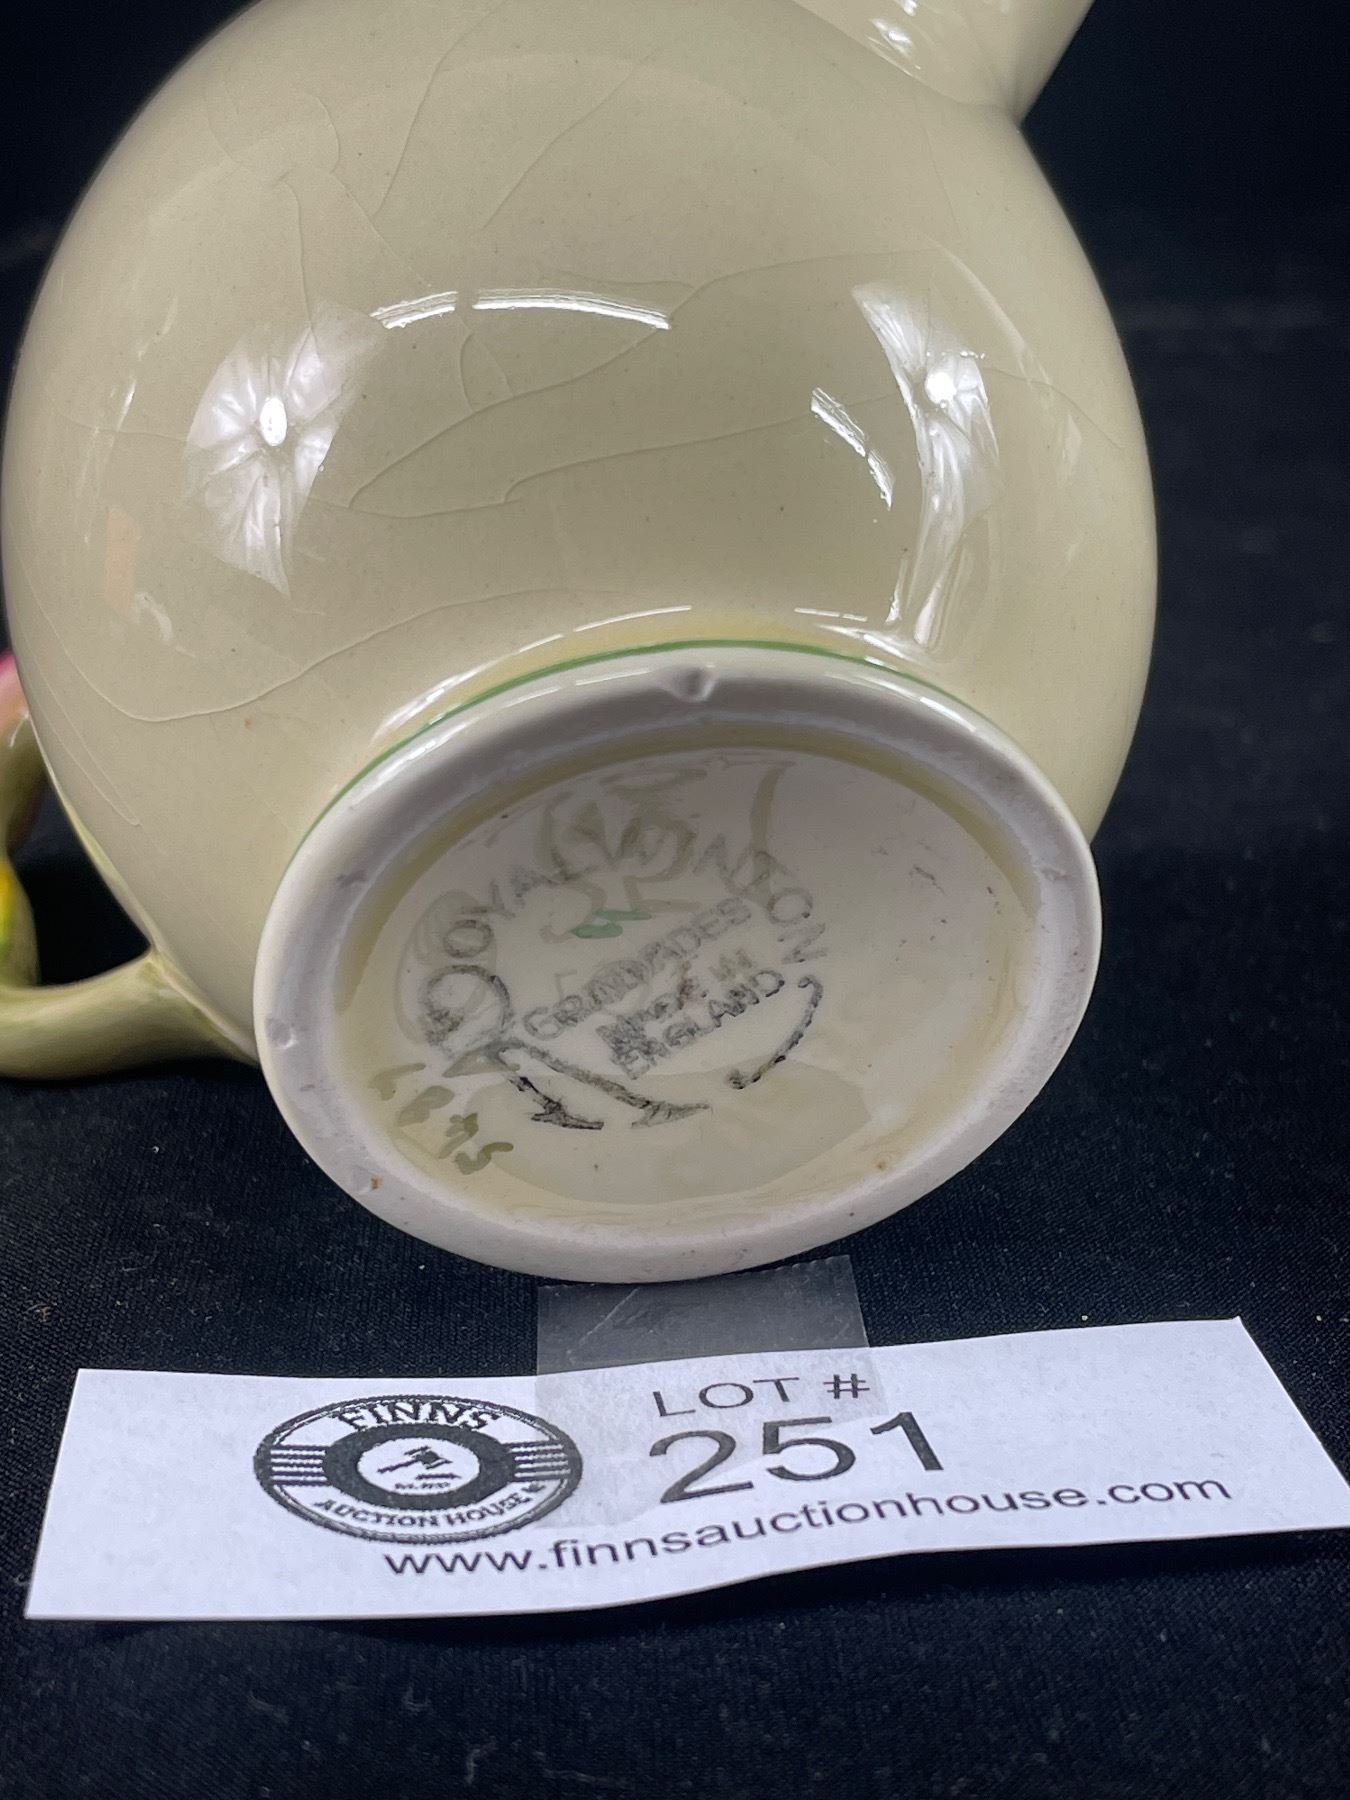 ROYAL WINTON
GRIMWADES
MADE IN
ENGLAND
FINNS
AUCTION HOUSE
LOT #
251
www.finnsauctionhouse.com